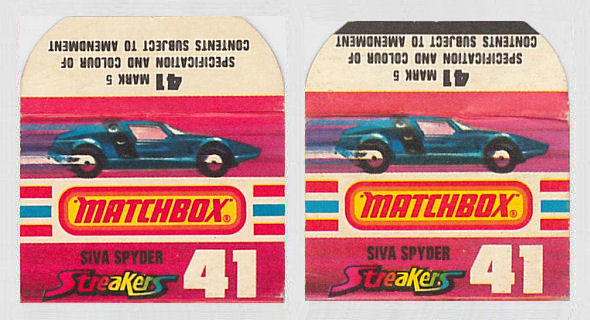 41 MARK 5
SPECIFICATION AND COLOUR OF
CONTENTS SUBJECT TO AMENDMENT
MATCHBOX®
SIVA SPYDER
Streakers 41
41 MARK 5
SPECIFICATION AND COLOUR OF
CONTENTS SUBJECT TO AMENDMENT
MATCHBOX®
SIVA SPYDER
Streakers 41